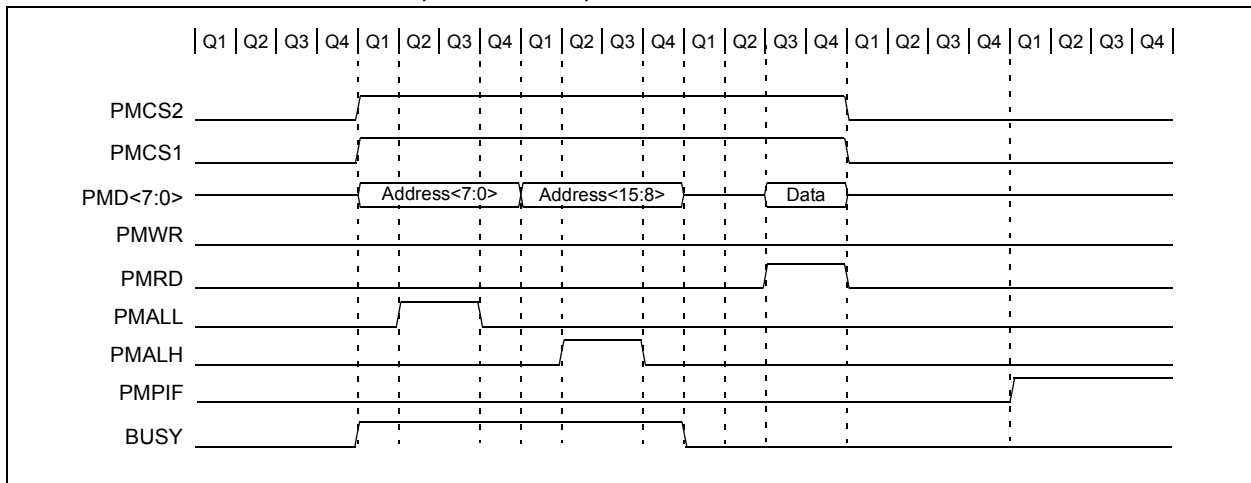 Q1 Q2 Q3 Q4 Q1 Q2 Q3 Q4 Q1 Q2 Q3 Q4 Q1 Q2 Q3 Q4 Q1 Q2 Q3 Q4 Q1 Q2 Q3 Q4
PMCS2
PMCS1
PMD<7:0> Address<7:0> Address<15:8> Data
PMWR
PMRD
PMALL
PMALH
PMPIF
BUSY